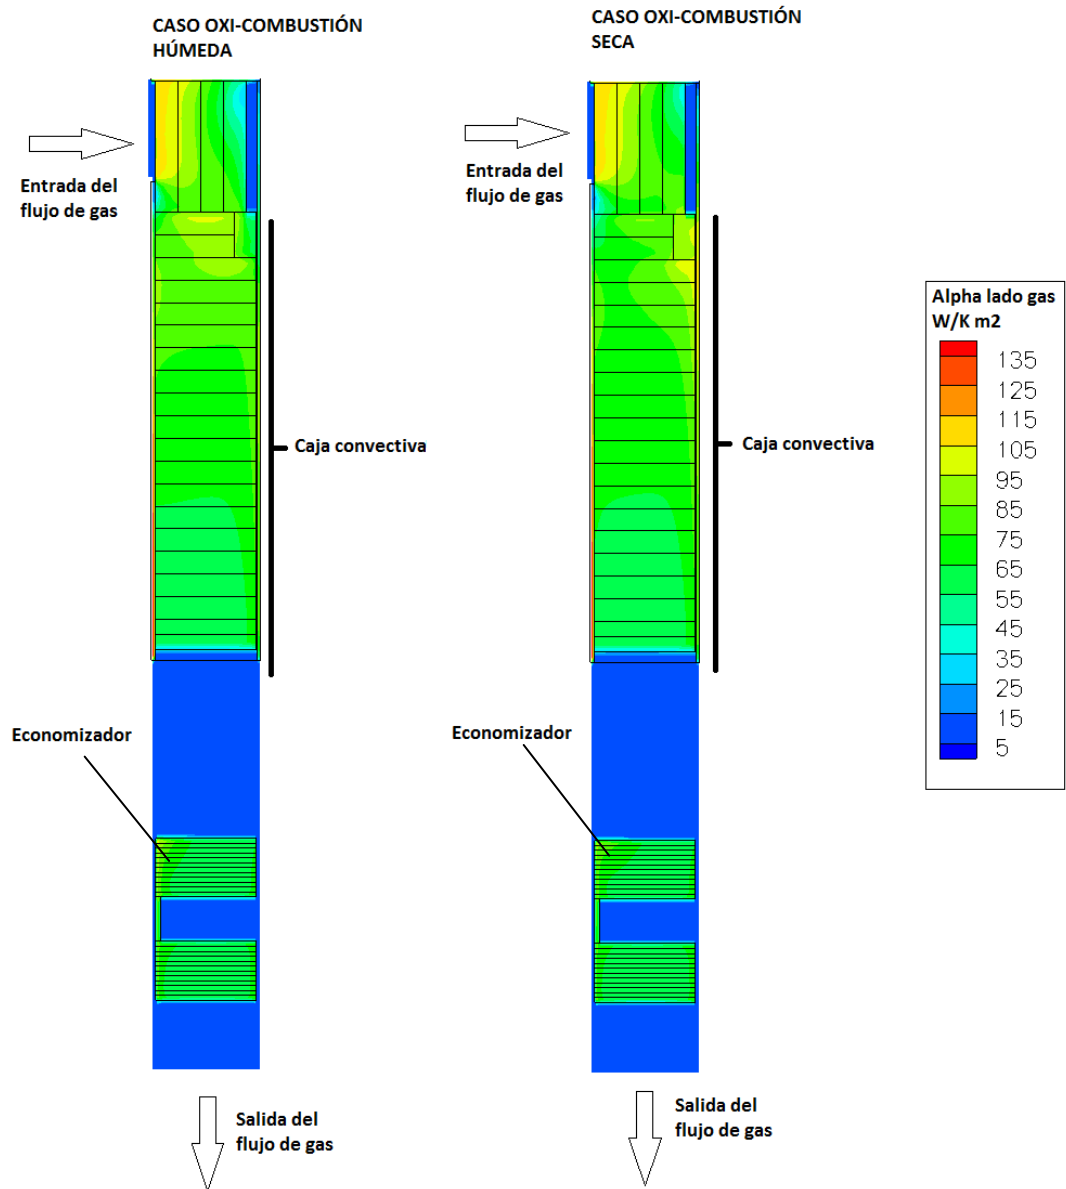 CASO OXI-COMBUSTIÓN
HÚMEDA
Entrada del
flujo de gas
Caja convectiva
Economizador
Salida del
flujo de gas
CASO OXI-COMBUSTIÓN
SECA
Entrada del
flujo de gas
Caja convectiva
Economizador
Salida del
flujo de gas
Alpha lado gas
W/K m2
135
125
115
105
95
85
75
65
55
45
35
25
15
5